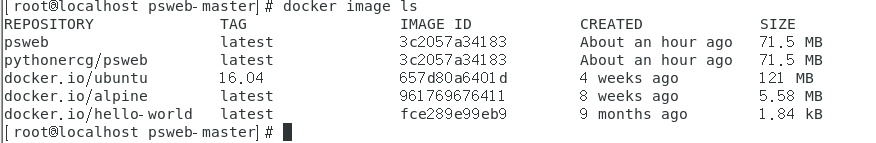 [root@localhost psweb-master]# docker image ls
REPOSITORY TAG IMAGE ID CREATED SIZE
psweb latest 3c2057a34183 About an hour ago 71.5 MB
pythonercg/psweb latest 3c2057a34183 About an hour ago 71.5 MB
docker.io/ubuntu 16.04 657d80a6401d 4 weeks ago 121 MB
docker.io/alpine latest 961769676411 8 weeks ago 5.58 MB
docker.io/hello-world latest fce289e99eb9 9 months ago 1.84 kB
[root@localhost psweb-master]#